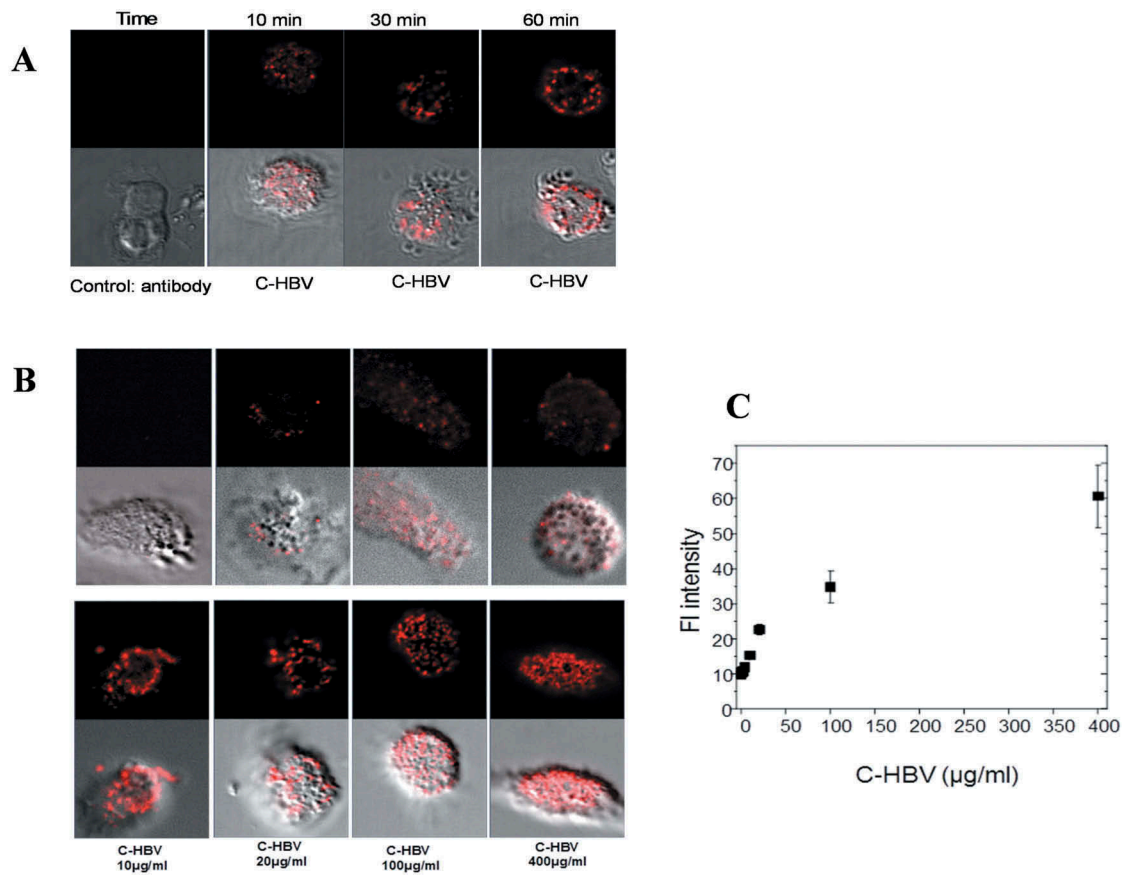 A
Time 10 min 30 min 60 min
Control: antibody C-HBV C-HBV C-HBV
B
C-HBV 10µg/ml
C-HBV 20µg/ml
C-HBV 100µg/ml
C-HBV 400µg/ml
C
FI intensity
70
60
50
40
30
20
10
0
0 50 100 150 200 250 300 350 400
C-HBV (µg/ml)